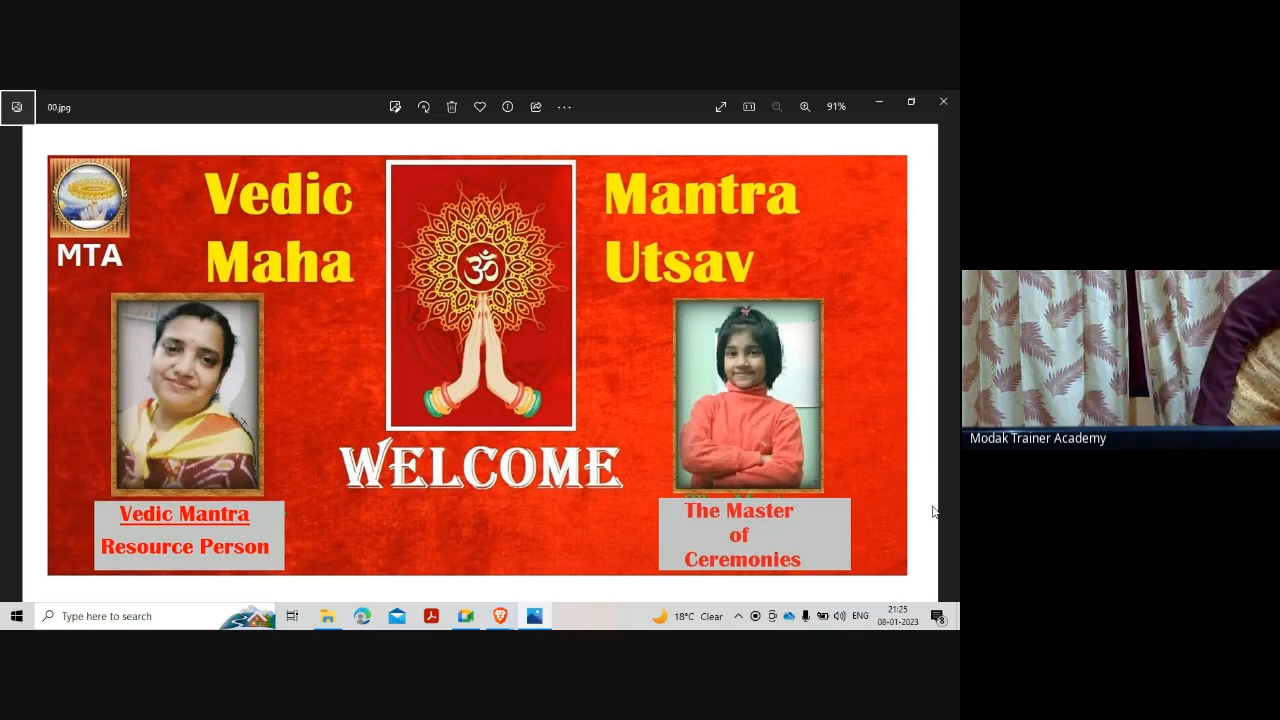 00.jpg
91%
Vedic
Maha
Mantra
Utsav
MTA
ॐ
WELCOME
Vedic Mantra
Resource Person
The Master
of
Ceremonies
Modak Trainer Academy
Type here to search
18°C Clear
ENG
21:25
08-01-2023
8